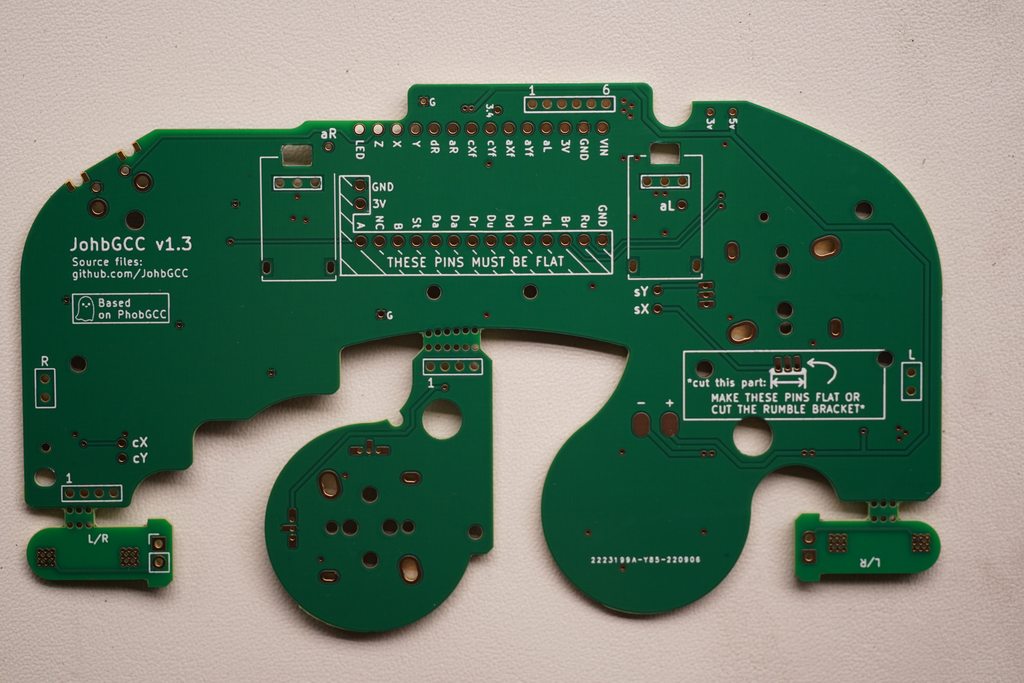 1 6
G
3.4
3v 5v
aR
LED Z X Y dR aR cXf cYf aXf aYf aL 3V GND VIN
GND
3V
aL
A NC B St Da Da Dr Du Dd Dl dL Br Ru GND
THESE PINS MUST BE FLAT
JohbGCC v1.3
Source files:
github.com/JohbGCC
Based
on PhobGCC
sY
sX
G
R
L
1
*cut this part:
MAKE THESE PINS FLAT OR
CUT THE RUMBLE BRACKET*
- +
cX
cY
1
L/R
2223199A-Y85-220906
L/R